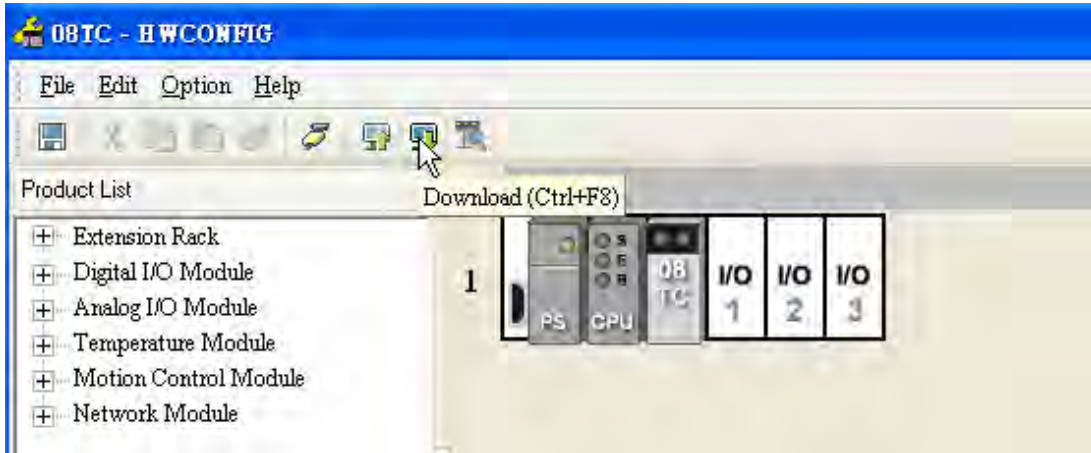 08TC - HWCONFIG
File Edit Option Help
Product List
Download (Ctrl+F8)
Extension Rack
Digital I/O Module
Analog I/O Module
Temperature Module
Motion Control Module
Network Module
1
PS
CPU
S
E
B
08
TC
I/O
1
I/O
2
I/O
3